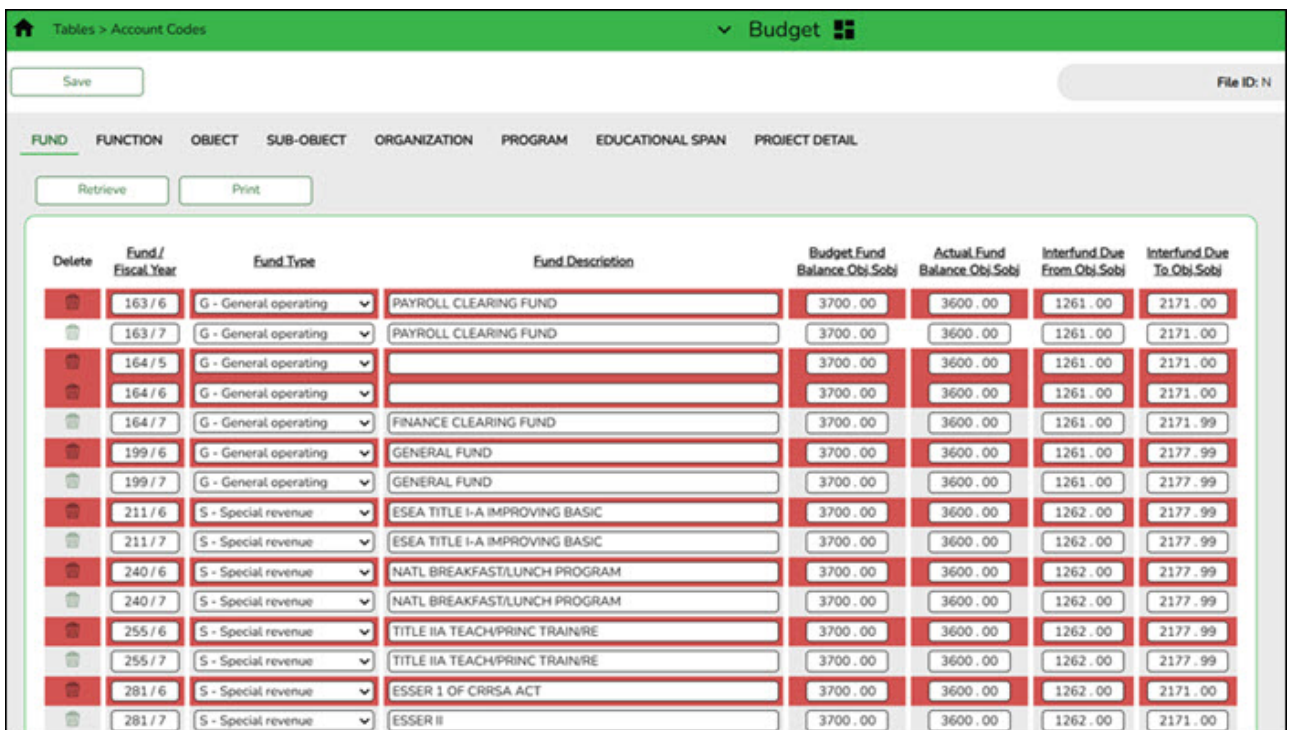 Tables > Account Codes Budget
Save File ID: N
FUND FUNCTION OBJECT SUB-OBJECT ORGANIZATION PROGRAM EDUCATIONAL SPAN PROJECT DETAIL
Retrieve Print
Delete Fund / Fiscal Year Fund Type Fund Description Budget Fund Balance Obj.Sobj Actual Fund Balance Obj.Sobj Interfund Due From Obj.Sobj Interfund Due To Obj.Sobj
163 / 6 G - General operating PAYROLL CLEARING FUND 3700 . 00 3600 . 00 1261 . 00 2171 . 00
163 / 7 G - General operating PAYROLL CLEARING FUND 3700 . 00 3600 . 00 1261 . 00 2171 . 00
164 / 5 G - General operating 3700 . 00 3600 . 00 1261 . 00 2171 . 00
164 / 6 G - General operating 3700 . 00 3600 . 00 1261 . 00 2171 . 00
164 / 7 G - General operating FINANCE CLEARING FUND 3700 . 00 3600 . 00 1261 . 00 2171 . 99
199 / 6 G - General operating GENERAL FUND 3700 . 00 3600 . 00 1261 . 00 2177 . 99
199 / 7 G - General operating GENERAL FUND 3700 . 00 3600 . 00 1261 . 00 2177 . 99
211 / 6 S - Special revenue ESEA TITLE I-A IMPROVING BASIC 3700 . 00 3600 . 00 1262 . 00 2177 . 99
211 / 7 S - Special revenue ESEA TITLE I-A IMPROVING BASIC 3700 . 00 3600 . 00 1262 . 00 2177 . 99
240 / 6 S - Special revenue NATL BREAKFAST/LUNCH PROGRAM 3700 . 00 3600 . 00 1262 . 00 2177 . 99
240 / 7 S - Special revenue NATL BREAKFAST/LUNCH PROGRAM 3700 . 00 3600 . 00 1262 . 00 2177 . 99
255 / 6 S - Special revenue TITLE IIA TEACH/PRINC TRAIN/RE 3700 . 00 3600 . 00 1262 . 00 2177 . 99
255 / 7 S - Special revenue TITLE IIA TEACH/PRINC TRAIN/RE 3700 . 00 3600 . 00 1262 . 00 2177 . 99
281 / 6 S - Special revenue ESSER 1 OF CRRSA ACT 3700 . 00 3600 . 00 1262 . 00 2171 . 00
281 / 7 S - Special revenue ESSER II 3700 . 00 3600 . 00 1262 . 00 2171 . 00